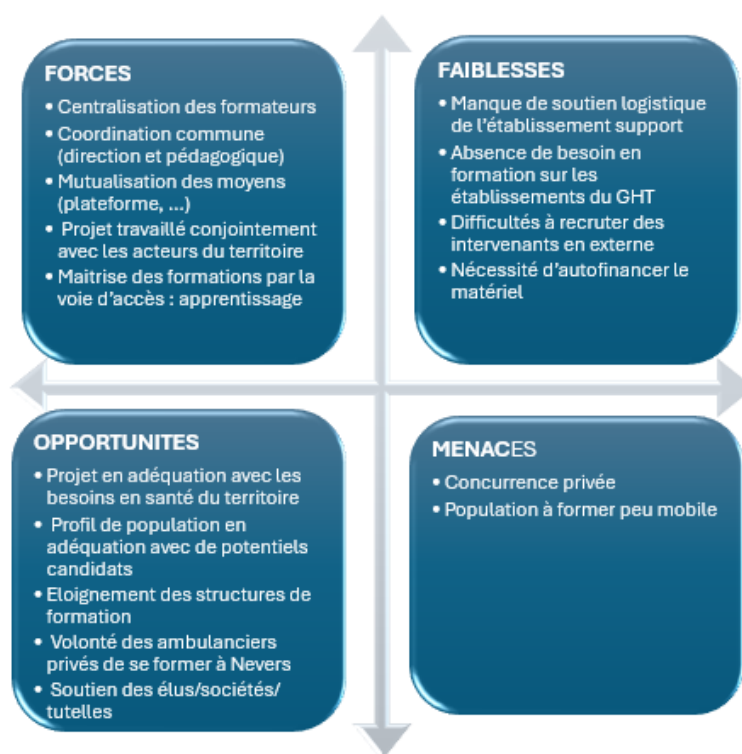 FORCES
• Centralisation des formateurs
• Coordination commune
(direction et pédagogique)
• Mutualisation des moyens
(plateforme, ...)
• Projet travaillé conjointement
avec les acteurs du territoire
• Maitrise des formations par la
voie d'accès : apprentissage
FAIBLESSES
• Manque de soutien logistique
de l'établissement support
• Absence de besoin en
formation sur les
établissements du GHT
• Difficultés à recruter des
intervenants en externe
• Nécessité d'autofinancer le
matériel
OPPORTUNITES
• Projet en adéquation avec les
besoins en santé du territoire
• Profil de population en
adéquation avec de potentiels
candidats
• Eloignement des structures de
formation
• Volonté des ambulanciers
privés de se former à Nevers
• Soutien des élus/sociétés/
tutelles
MENACES
• Concurrence privée
• Population à former peu mobile